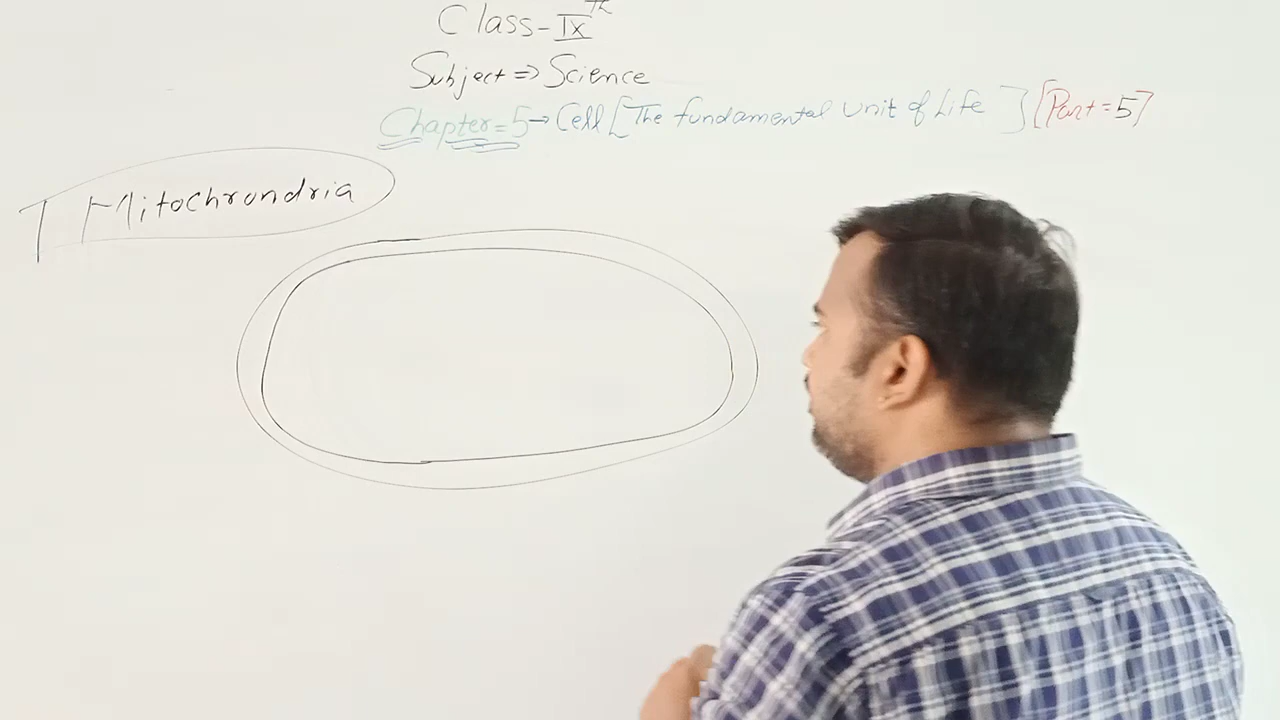 Class-IXth
Subject⇒Science
Chapter=5→Cell[The fundamental unit of Life][Part=5]
Mitochrondria